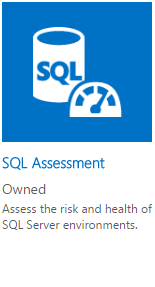 SQL
SQL Assessment
Owned
Assess the risk and health of
SQL Server environments.